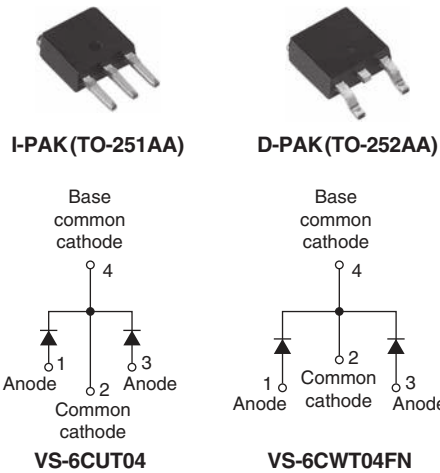 I-PAK (TO-251AA)
D-PAK (TO-252AA)
Base
common
cathode
4
1
3
Anode
2
Anode
Common
cathode
VS-6CUT04
Base
common
cathode
4
2
1
Common
3
Anode
cathode
Anode
VS-6CWT04FN